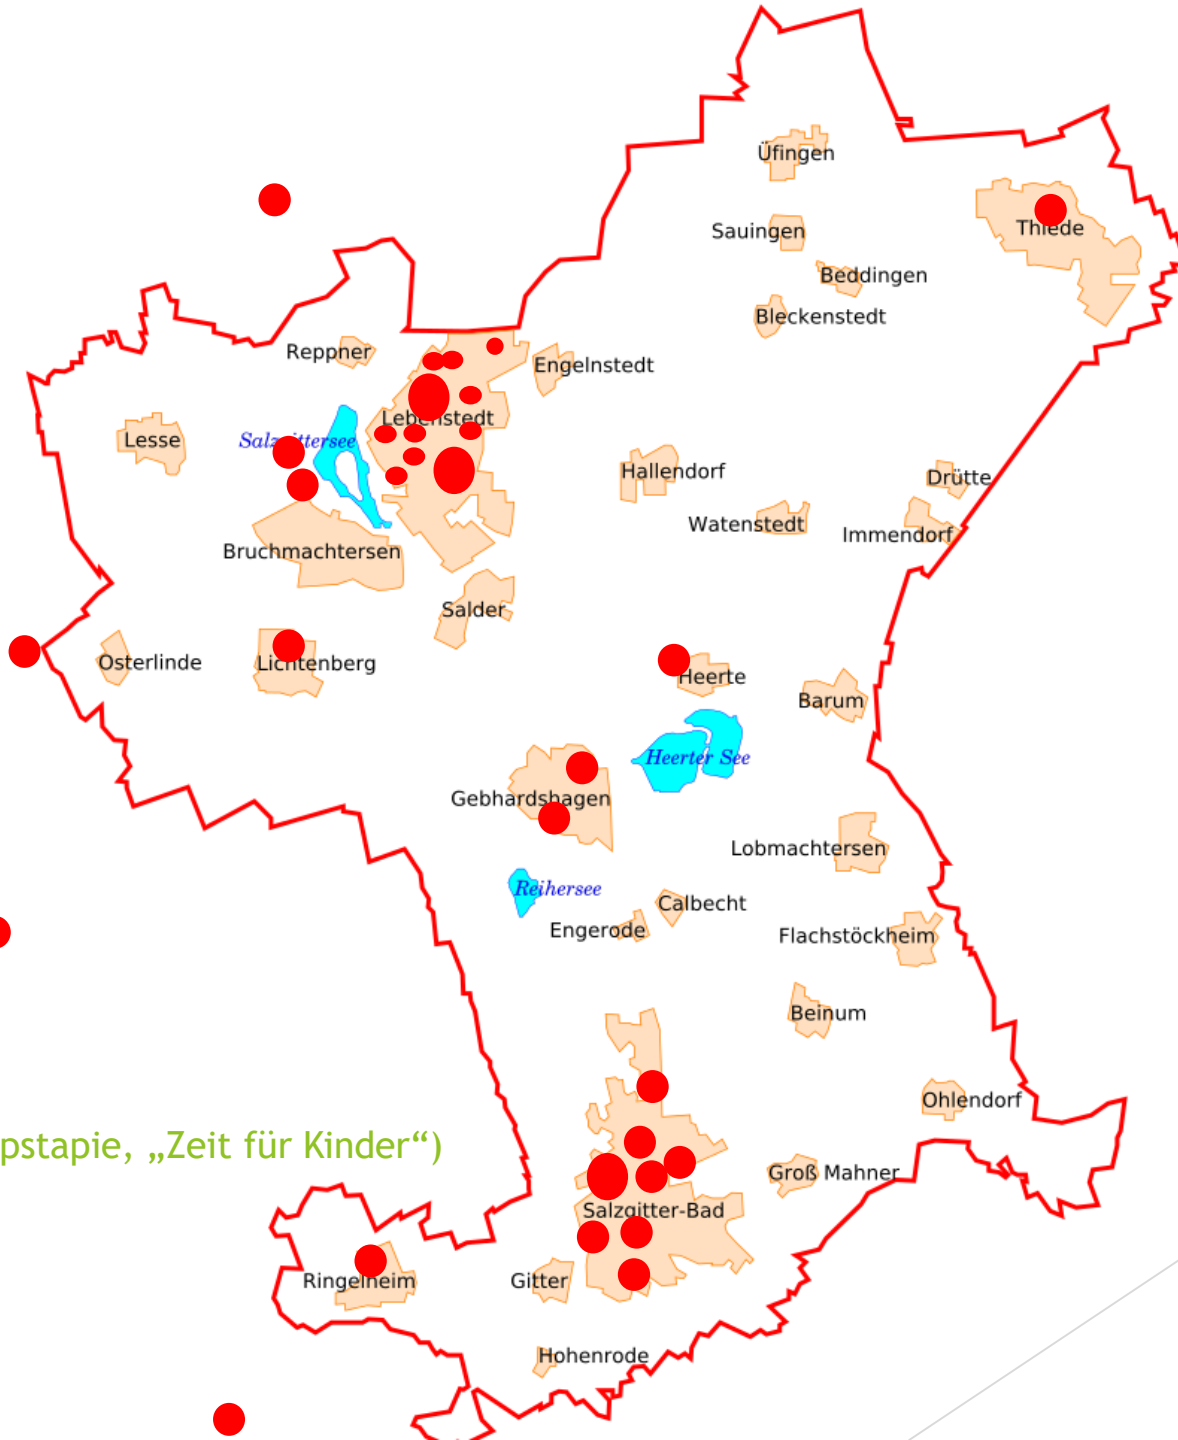 Üfingen
Thiede
Sauingen
Beddingen
Bleckenstedt
Reppner
Engelnstedt
Lebenstedt
Salzgittersee
Lesse
Hallendorf
Drütte
Watenstedt
Immendorf
Bruchmachtersen
Salder
Osterlinde
Lichtenberg
Heerte
Barum
Heerter See
Gebhardshagen
Lobmachtersen
Reihersee
Calbecht
Engerode
Flachstöckheim
Beinum
Ohlendorf
pstapie, „Zeit für Kinder“)
Groß Mahner
Salzgitter-Bad
Ringelheim
Gitter
Hohenrode